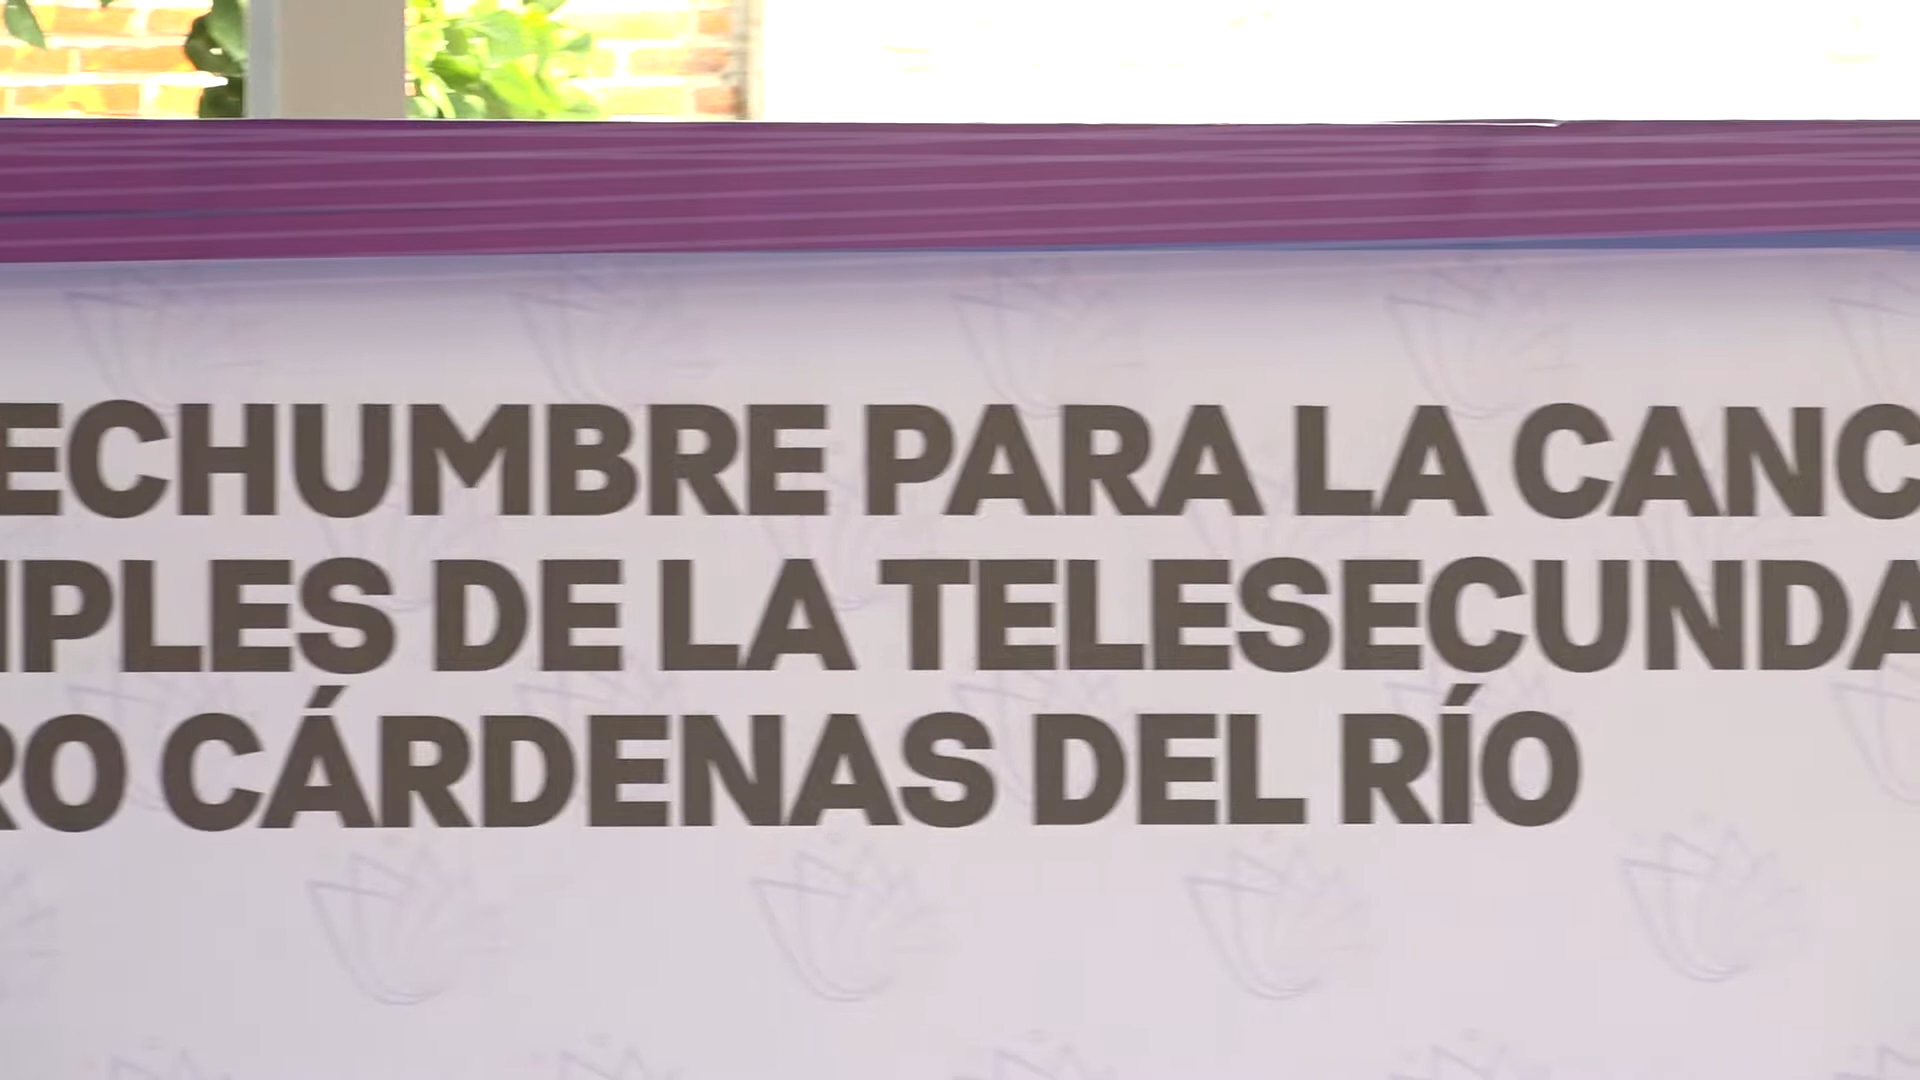 ECHUMBRE PARA LA CANC
IPLES DE LA TELESECUNDA
RO CÁRDENAS DEL RÍO